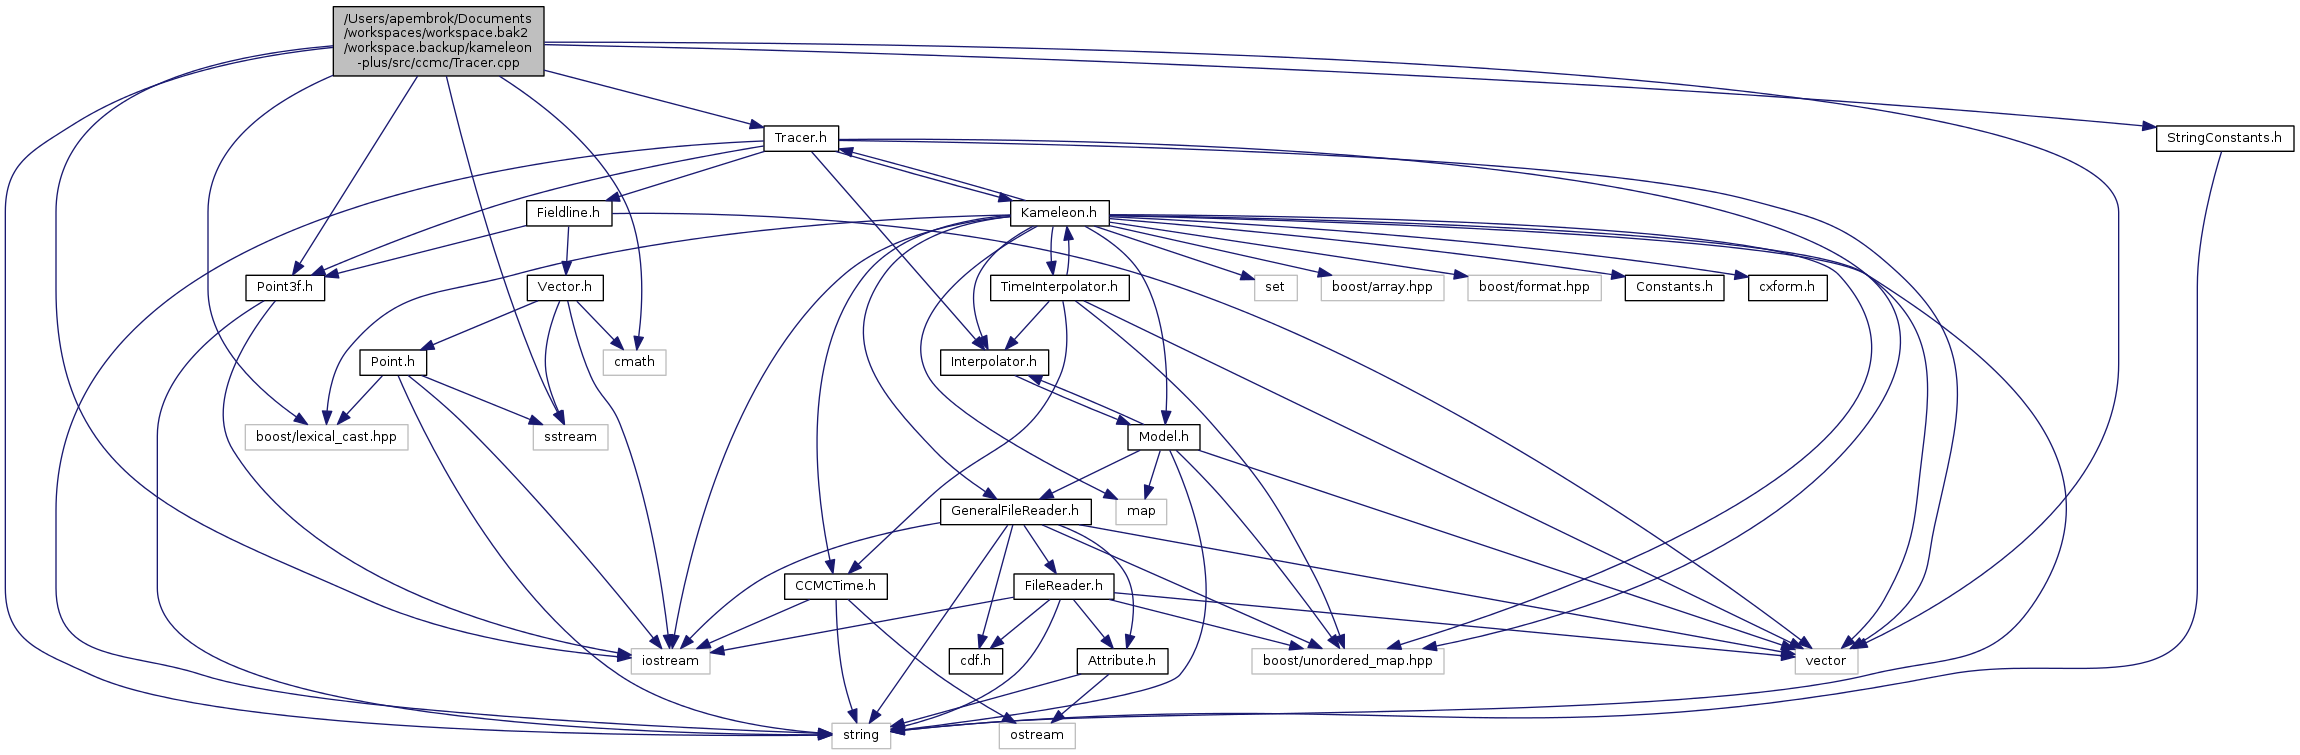 /Users/apembrok/Documents
/workspaces/workspace.bak2
/workspace.backup/kameleon
-plus/src/ccmc/Tracer.cpp
Tracer.h
StringConstants.h
Fieldline.h
Kameleon.h
Point3f.h
Vector.h
TimeInterpolator.h
set
boost/array.hpp
boost/format.hpp
Constants.h
cxform.h
Point.h
cmath
Interpolator.h
boost/lexical_cast.hpp
sstream
Model.h
GeneralFileReader.h
map
CCMCTime.h
FileReader.h
iostream
cdf.h
Attribute.h
boost/unordered_map.hpp
vector
string
ostream